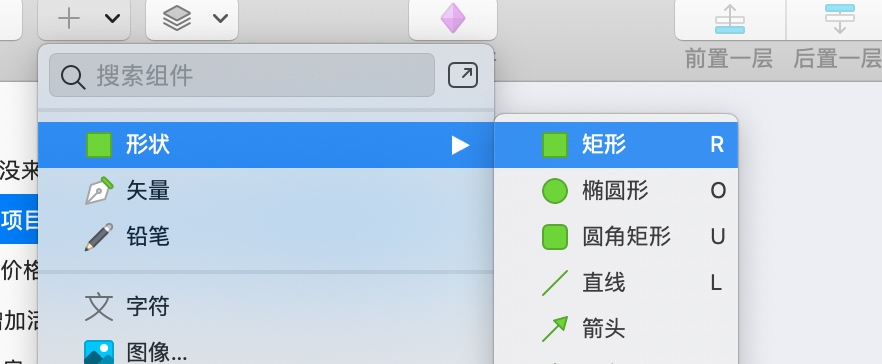 前置一层 后置一层
搜索组件
形状
矢量
铅笔
字符
图像...
矩形 R
椭圆形 O
圆角矩形 U
直线 L
箭头
没来
项目
价格
加活